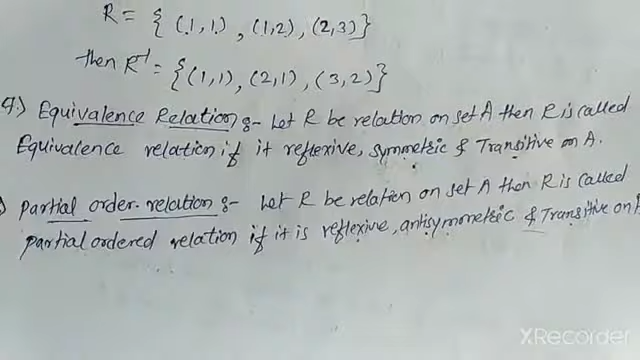 R = { (1,1), (1,2), (2,3)}
then R⁻¹ = {(1,1), (2,1), (3,2)}
Equivalence Relation :- Let R be relation on set A then R is called
Equivalence relation if it reflexive, symmetric & Transitive on A.
Partial order relation :- Let R be relation on set A then R is called
partial ordered relation if it is reflexive, antisymmetric & Transitive on
XRecorder